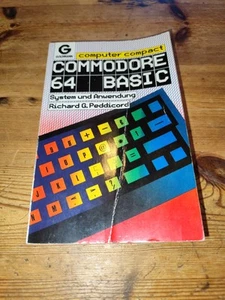 G
computer compact
COMMODORE
64 BASIC
System und Anwendung
Richard G. Peddicord